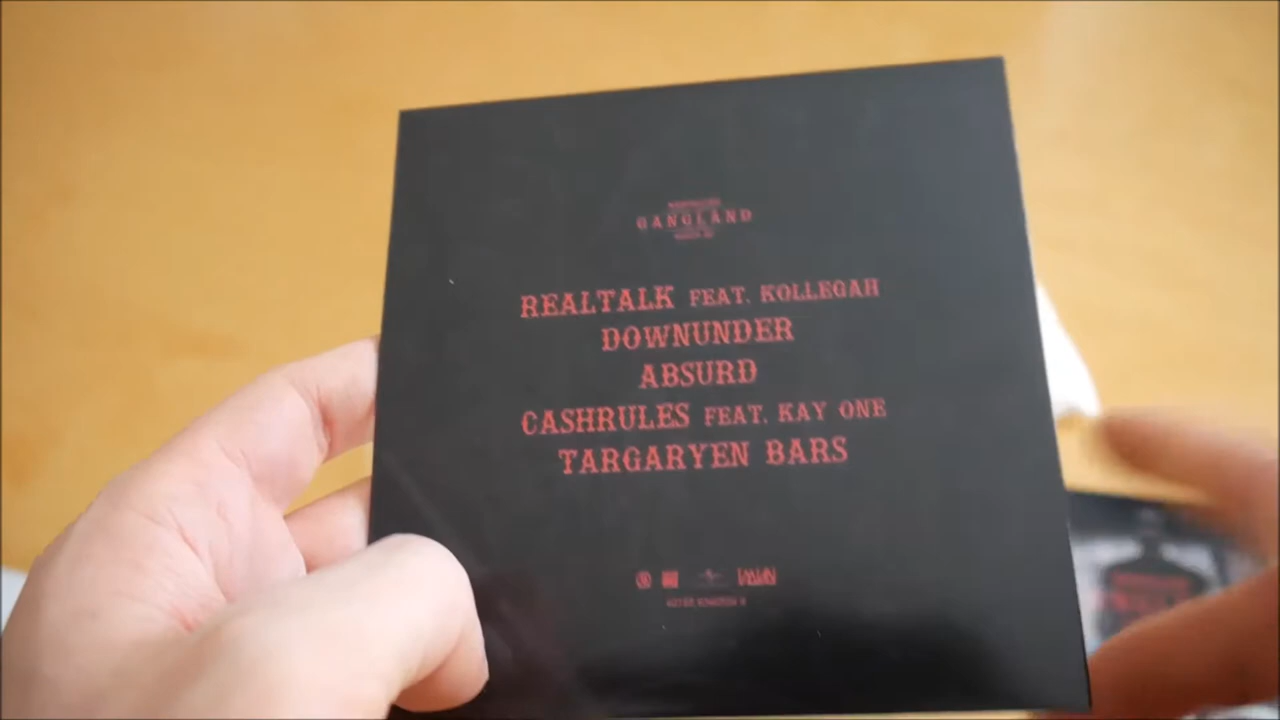 GANGLAND
REALTALK FEAT. KOLLEGAH
DOWNUNDER
ABSURD
CASHRULES FEAT. KAY ONE
TARGARYEN BARS